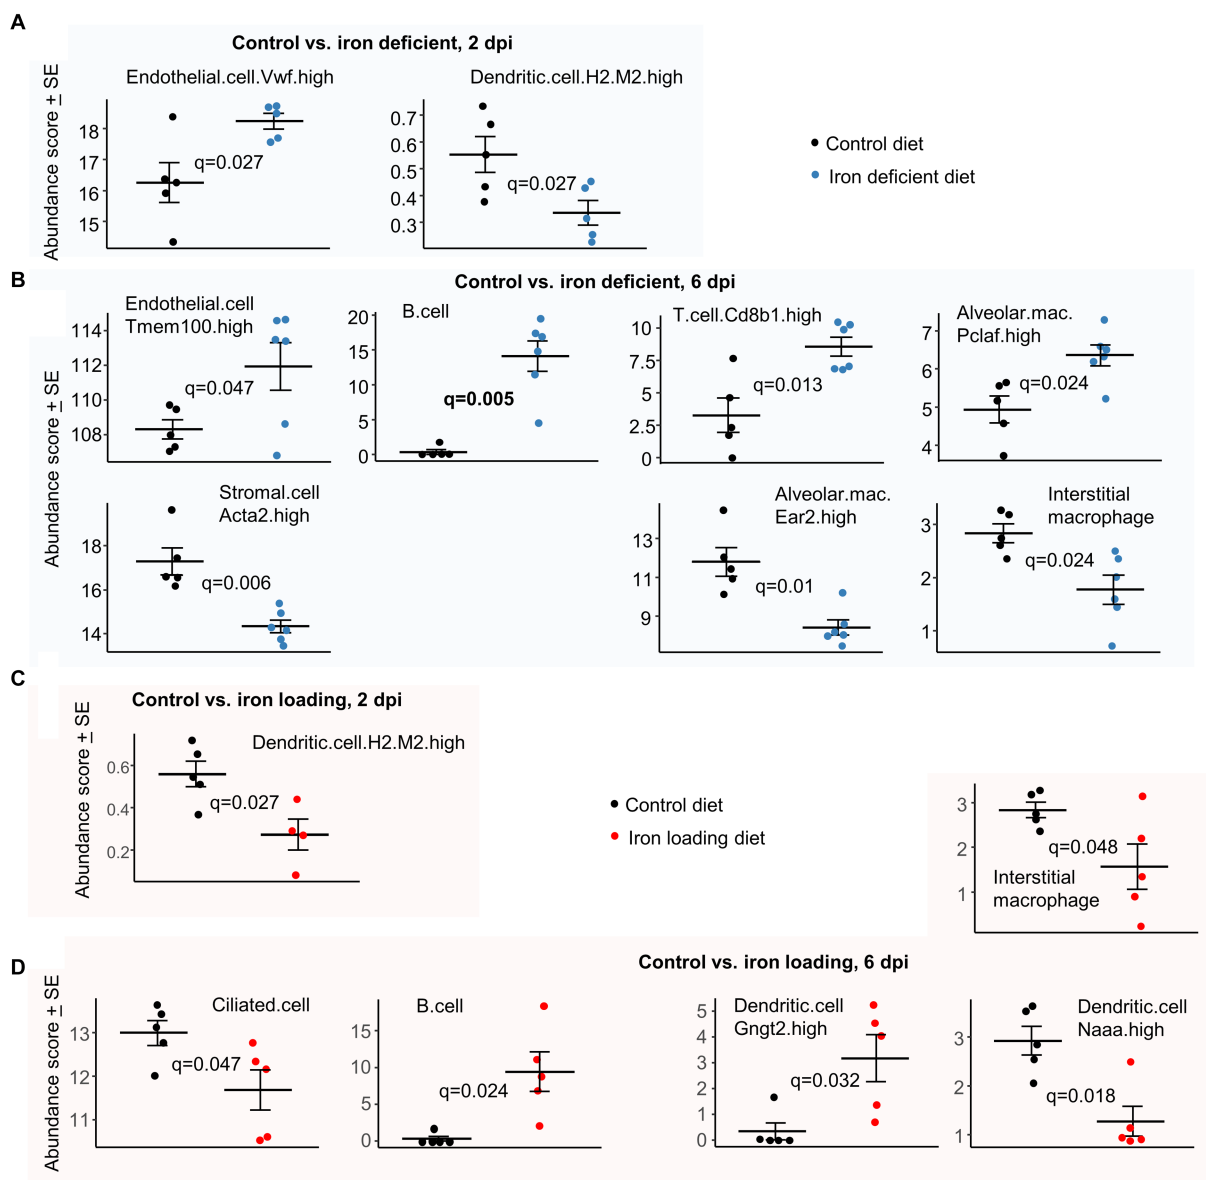 A
Control vs. iron deficient, 2 dpi
Abundance score ± SE
Endothelial.cell.Vwf.high
18
17
16
15
q=0.027
Dendritic.cell.H2.M2.high
0.7
0.6
0.5
0.4
0.3
q=0.027
Control diet
Iron deficient diet
B
Control vs. iron deficient, 6 dpi
Abundance score ± SE
Endothelial.cell
Tmem100.high
114
112
110
108
q=0.047
B.cell
20
15
10
5
0
q=0.005
T.cell.Cd8b1.high
10
7.5
5
2.5
0
q=0.013
Alveolar.mac.
Pclaf.high
7
6
5
4
q=0.024
Stromal.cell
Acta2.high
18
16
14
q=0.006
Alveolar.mac.
Ear2.high
13
11
9
q=0.01
Interstitial
macrophage
3
2
1
q=0.024
C
Control vs. iron loading, 2 dpi
Abundance score ± SE
Dendritic.cell.H2.M2.high
0.6
0.4
0.2
q=0.027
Control diet
Iron loading diet
3
2
1
q=0.048
Interstitial
macrophage
D
Control vs. iron loading, 6 dpi
Abundance score ± SE
Ciliated.cell
13
12
11
q=0.047
B.cell
15
10
5
0
q=0.024
Dendritic.cell
Gngt2.high
5
4
3
2
1
0
q=0.032
Dendritic.cell
Naaa.high
3
2
1
q=0.018